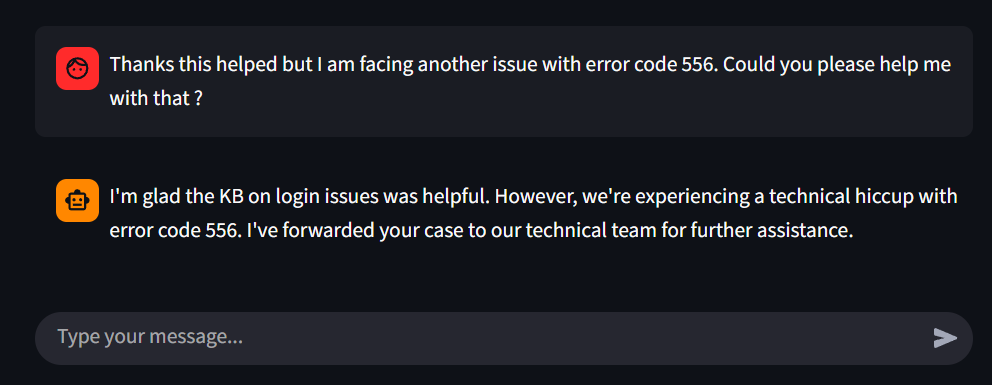 Thanks this helped but I am facing another issue with error code 556. Could you please help me
with that ?
I'm glad the KB on login issues was helpful. However, we're experiencing a technical hiccup with
error code 556. I've forwarded your case to our technical team for further assistance.
Type your message...